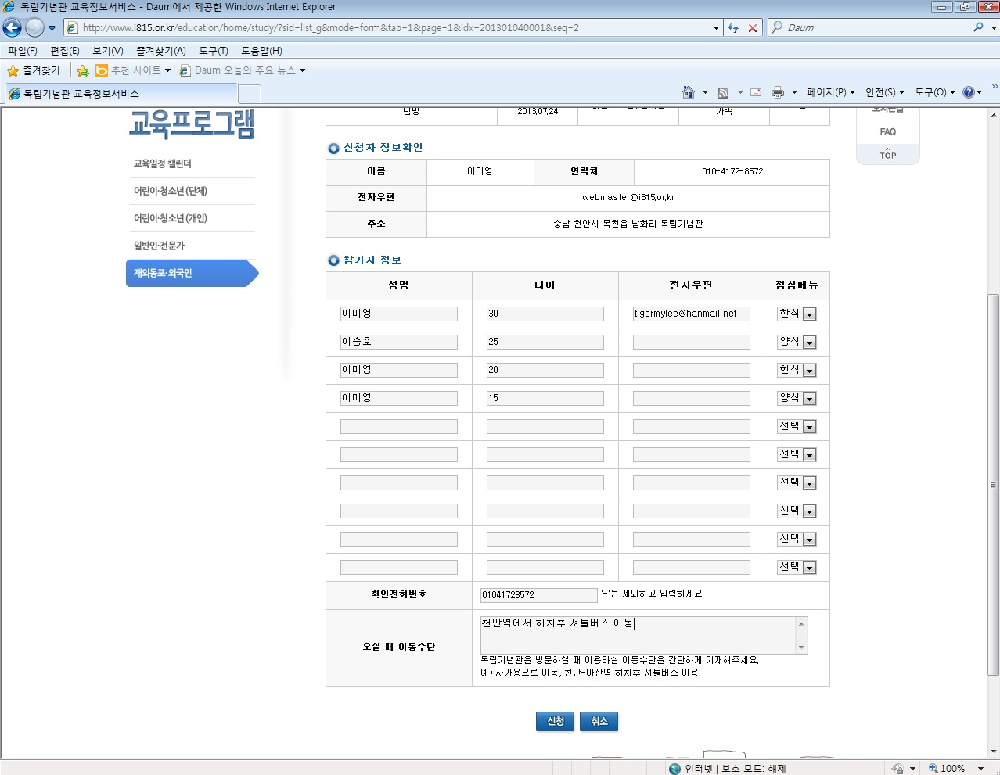 독립기념관 교육정보서비스 - Daum에서 제공한 Windows Internet Explorer
http://www.i815.or.kr/education/home/study/?sid=list_g&mode=form&tab=1&page=1&idx=201301040001&seq=2
Daum
파일(F) 편집(E) 보기(V) 즐겨찾기(A) 도구(T) 도움말(H)
즐겨찾기 추천 사이트 Daum 오늘의 주요 뉴스
독립기념관 교육정보서비스
페이지(P) 안전(S) 도구(O)
교육프로그램
교육일정 캘린더
어린이·청소년 (단체)
어린이·청소년 (개인)
일반인·전문가
재외동포·외국인
탐방 2013.07.24 가족
오시는길
FAQ
TOP
신청자 정보확인
이름 이미영 연락처 010-4172-8572
전자우편 webmaster@i815.or.kr
주소 충남 천안시 목천읍 남화리 독립기념관
참가자 정보
성명 나이 전자우편 점심메뉴
이미영 30 tigermylee@hanmail.net 한식
이승호 25 양식
이미영 20 한식
이미영 15 양식
선택
선택
선택
선택
선택
선택
확인전화번호 01041728572 '-'는 제외하고 입력하세요.
오실 때 이동수단
천안역에서 하차후 셔틀버스 이동
독립기념관을 방문하실 때 이용하실 이동수단을 간단하게 기재해주세요.
예) 자가용으로 이동, 천안-아산역 하차후 셔틀버스 이용
신청 취소
인터넷 | 보호 모드: 해제
100%